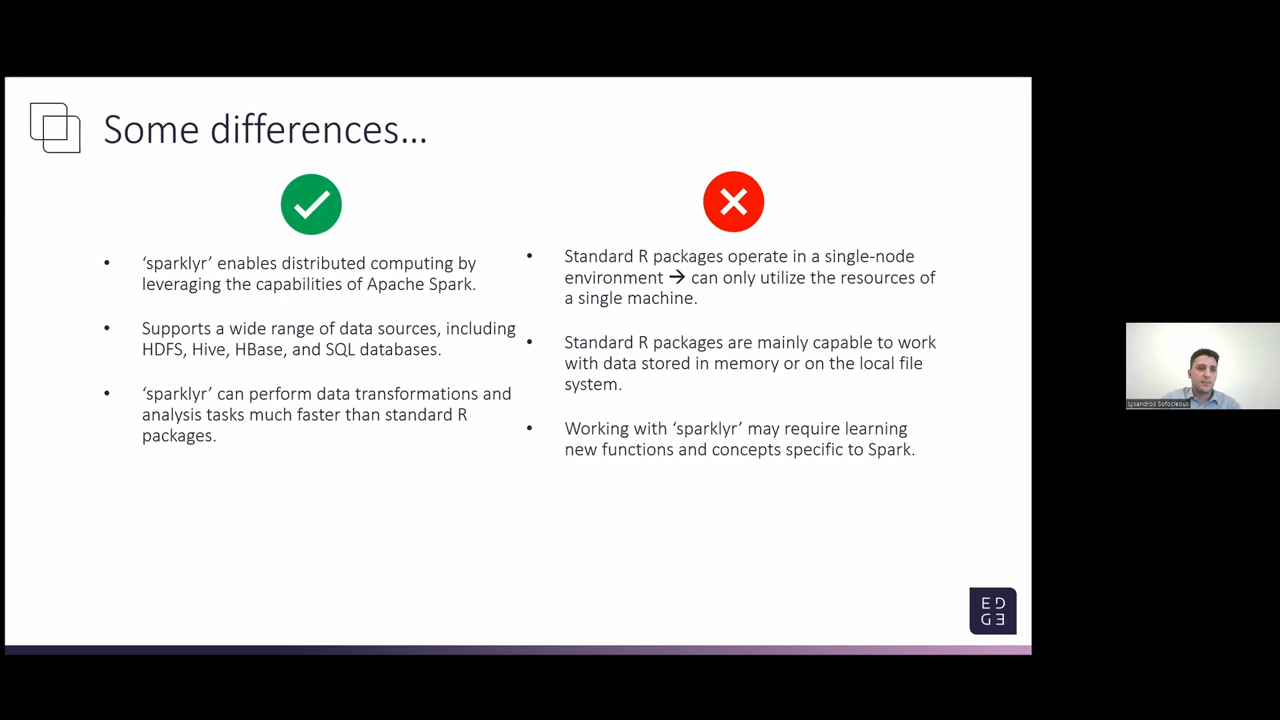 Some differences...
‘sparklyr’ enables distributed computing by
leveraging the capabilities of Apache Spark.
Supports a wide range of data sources, including
HDFS, Hive, HBase, and SQL databases.
‘sparklyr’ can perform data transformations and
analysis tasks much faster than standard R
packages.
Standard R packages operate in a single-node
environment → can only utilize the resources of
a single machine.
Standard R packages are mainly capable to work
with data stored in memory or on the local file
system.
Working with ‘sparklyr’ may require learning
new functions and concepts specific to Spark.
ED
GE
Lysandros Sofocleous